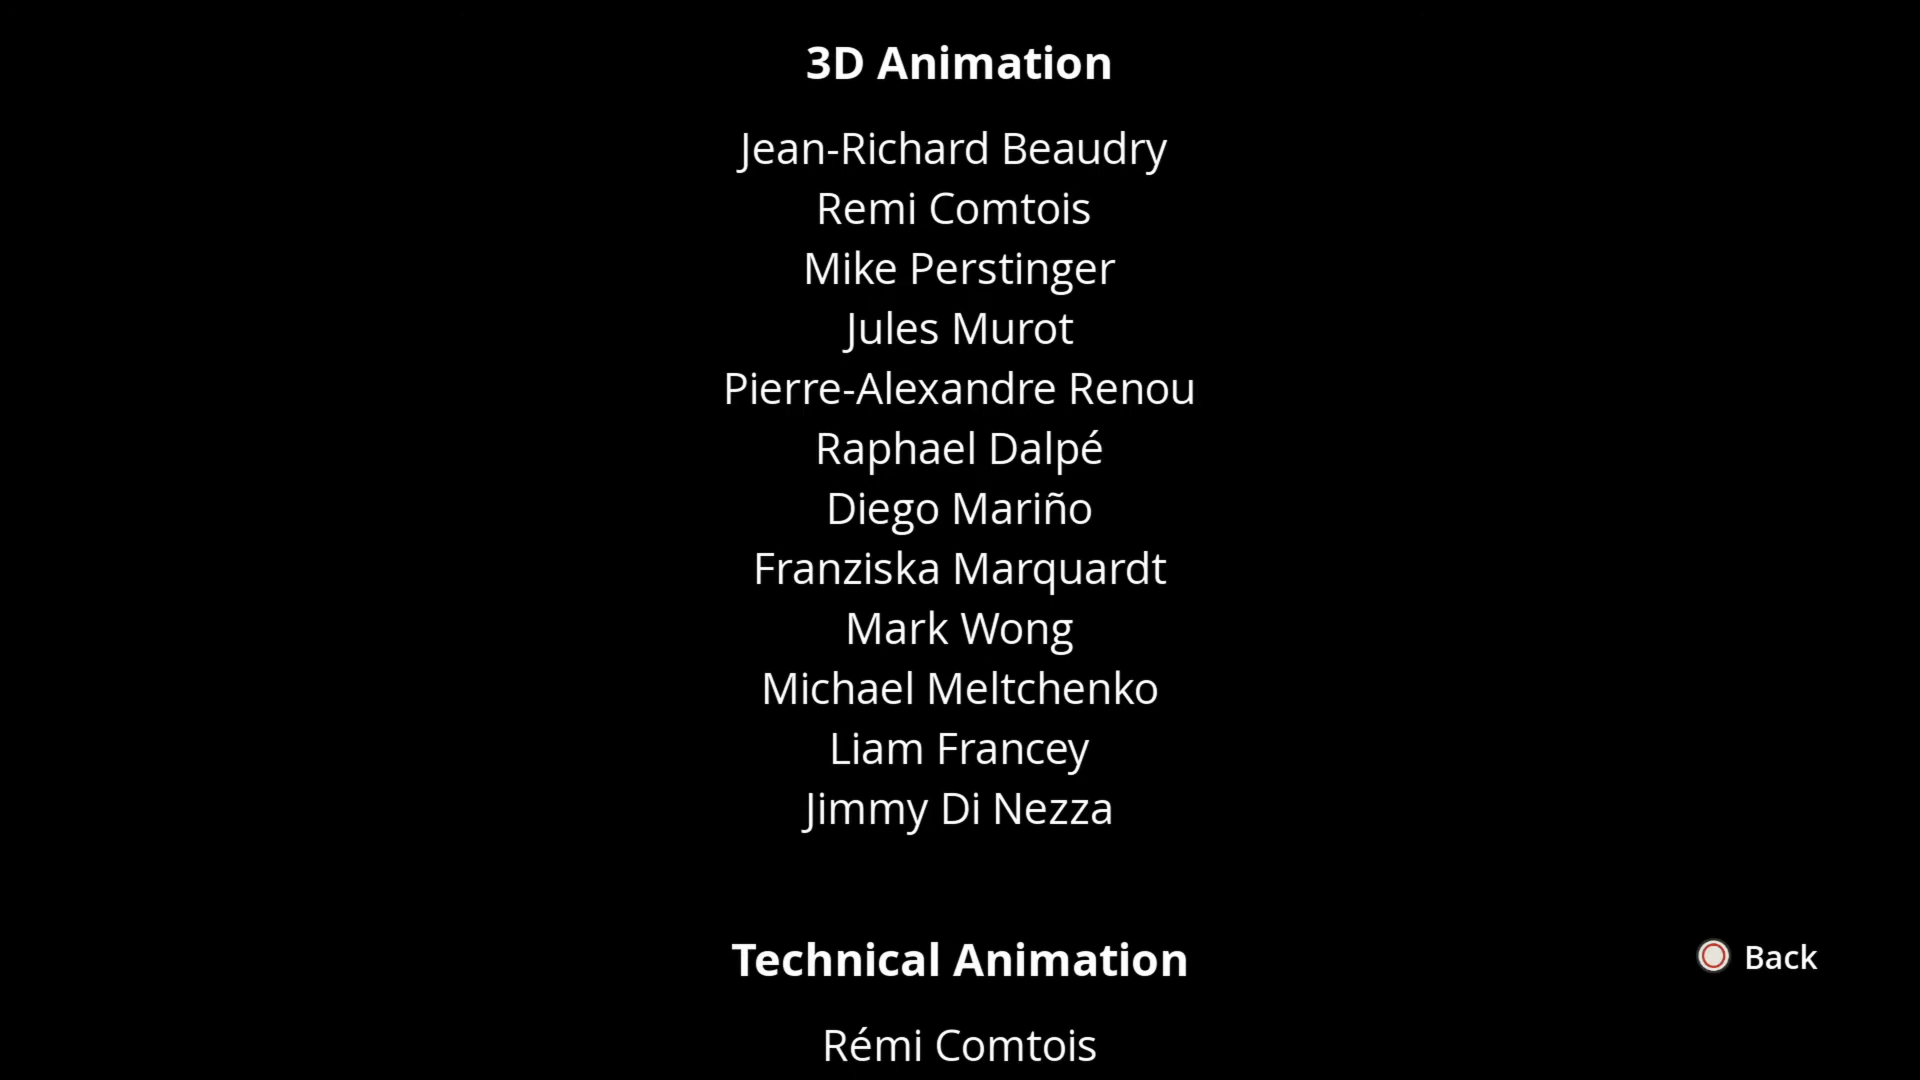 3D Animation
Jean-Richard Beaudry
Remi Comtois
Mike Perstinger
Jules Murot
Pierre-Alexandre Renou
Raphael Dalpé
Diego Mariño
Franziska Marquardt
Mark Wong
Michael Meltchenko
Liam Francey
Jimmy Di Nezza
Technical Animation
Back
Rémi Comtois